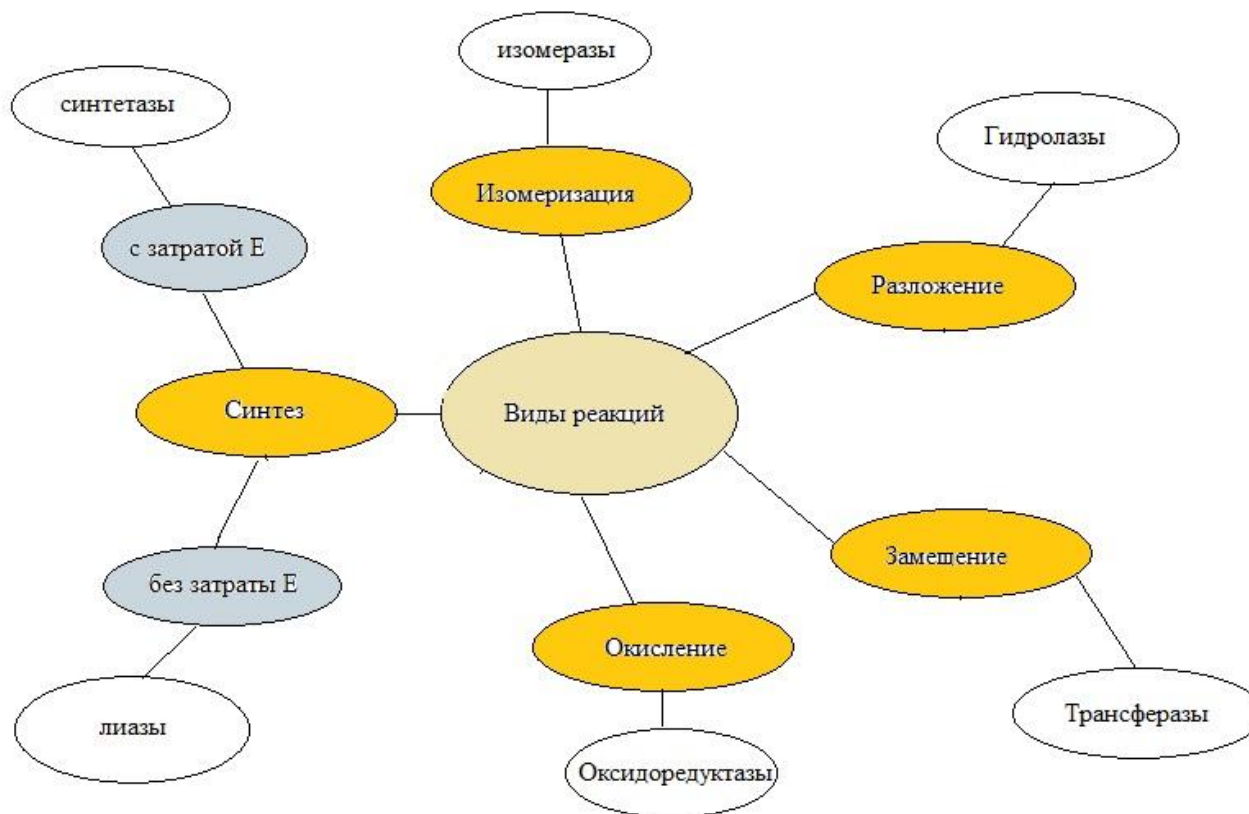 изомеразы
синтетазы
Гидролазы
Изомеризация
с затратой Е
Разложение
Синтез
Виды реакций
Замещение
без затраты Е
Окисление
лиазы
Трансферазы
Оксидоредуктазы